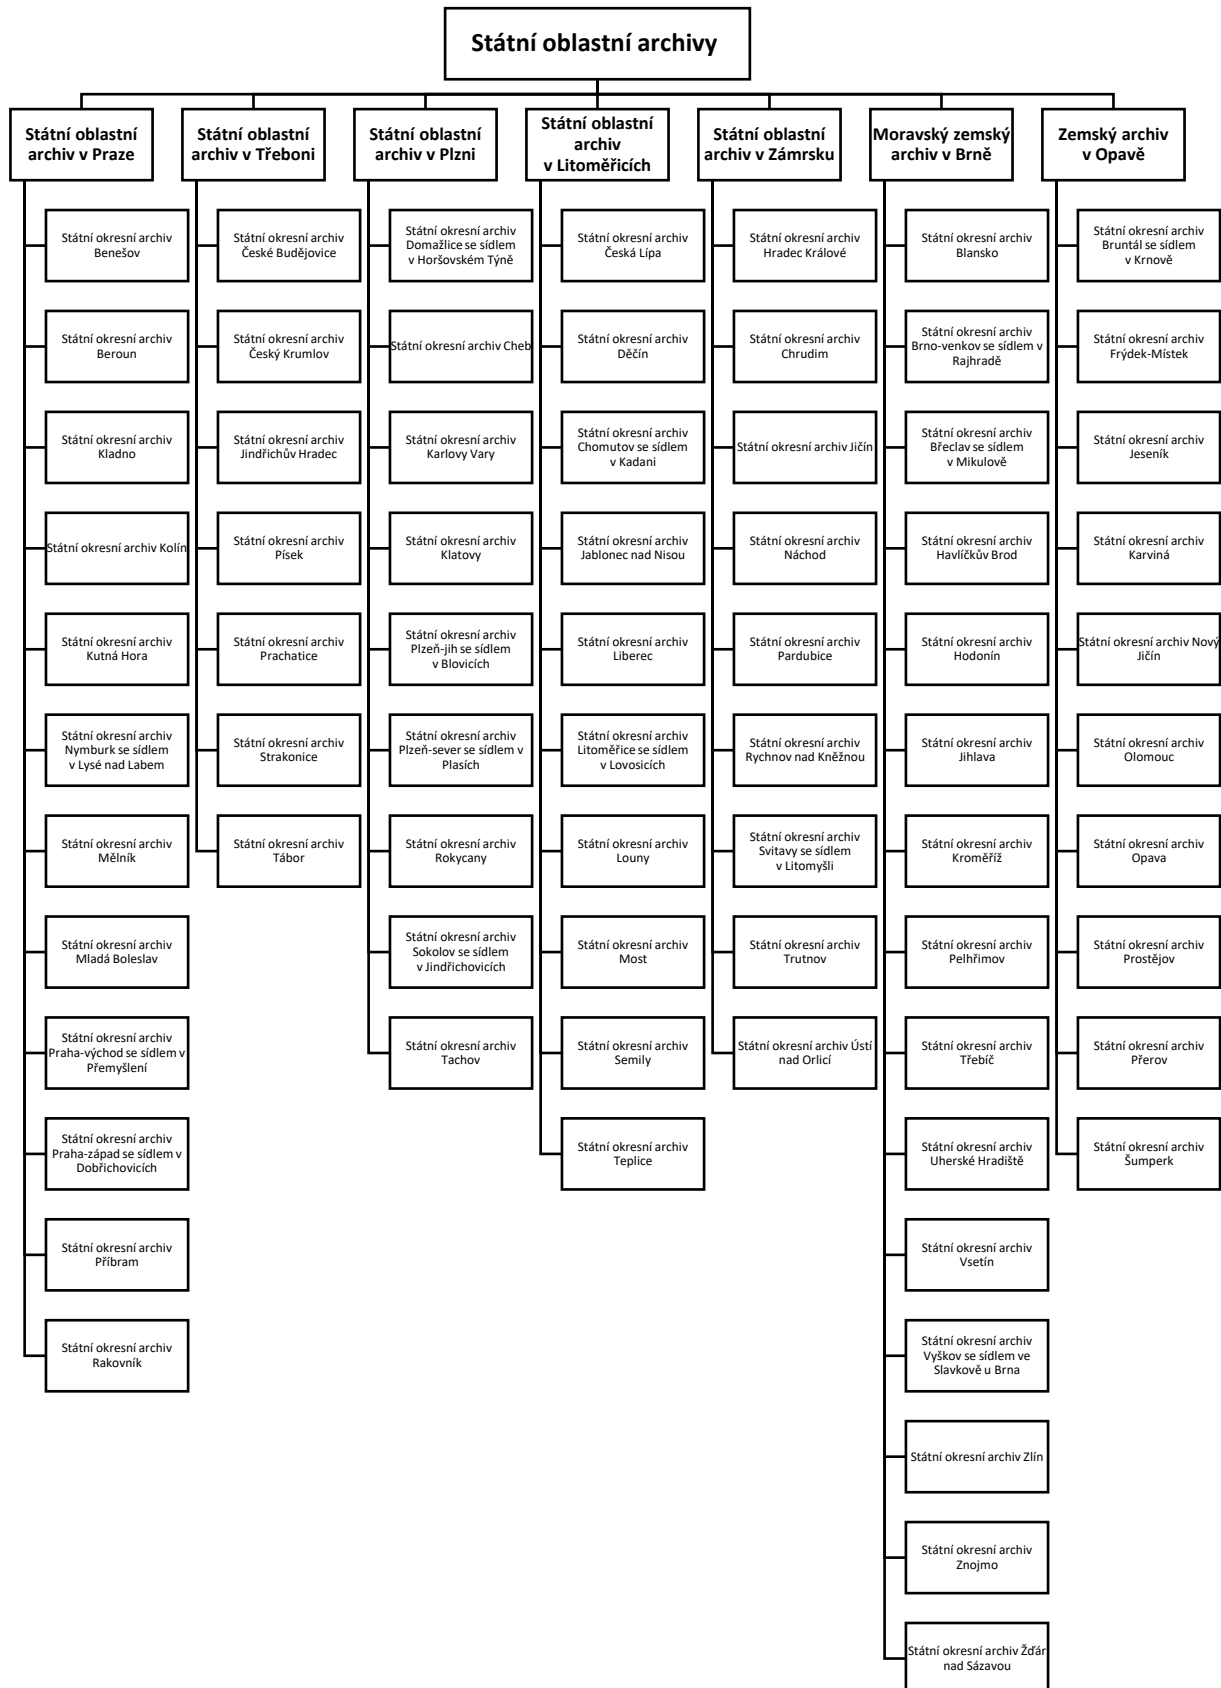 Státní oblastní archivy
Státní oblastní
archiv v Praze
Státní okresní archiv
Benešov
Státní okresní archiv
Beroun
Státní okresní archiv
Kladno
Státní okresní archiv Kolín
Státní okresní archiv
Kutná Hora
Státní okresní archiv
Nymburk se sídlem
v Lysé nad Labem
Státní okresní archiv
Mělník
Státní okresní archiv
Mladá Boleslav
Státní okresní archiv
Praha-východ se sídlem v
Přemyšlení
Státní okresní archiv
Praha-západ se sídlem v
Dobřichovicích
Státní okresní archiv
Příbram
Státní okresní archiv
Rakovník
Státní oblastní
archiv v Třeboni
Státní okresní archiv
České Budějovice
Státní okresní archiv
Český Krumlov
Státní okresní archiv
Jindřichův Hradec
Státní okresní archiv
Písek
Státní okresní archiv
Prachatice
Státní okresní archiv
Strakonice
Státní okresní archiv
Tábor
Státní oblastní
archiv v Plzni
Státní okresní archiv
Domažlice se sídlem
v Horšovském Týně
Státní okresní archiv Cheb
Státní okresní archiv
Karlovy Vary
Státní okresní archiv
Klatovy
Státní okresní archiv
Plzeň-jih se sídlem
v Blovicích
Státní okresní archiv
Plzeň-sever se sídlem v
Plasích
Státní okresní archiv
Rokycany
Státní okresní archiv
Sokolov se sídlem
v Jindřichovicích
Státní okresní archiv
Tachov
Státní oblastní
archiv
v Litoměřicích
Státní okresní archiv
Česká Lípa
Státní okresní archiv
Děčín
Státní okresní archiv
Chomutov se sídlem
v Kadani
Státní okresní archiv
Jablonec nad Nisou
Státní okresní archiv
Liberec
Státní okresní archiv
Litoměřice se sídlem
v Lovosicích
Státní okresní archiv
Louny
Státní okresní archiv
Most
Státní okresní archiv
Semily
Státní okresní archiv
Teplice
Státní oblastní
archiv v Zámrsku
Státní okresní archiv
Hradec Králové
Státní okresní archiv
Chrudim
Státní okresní archiv Jičín
Státní okresní archiv
Náchod
Státní okresní archiv
Pardubice
Státní okresní archiv
Rychnov nad Kněžnou
Státní okresní archiv
Svitavy se sídlem
v Litomyšli
Státní okresní archiv
Trutnov
Státní okresní archiv Ústí
nad Orlicí
Moravský zemský
archiv v Brně
Státní okresní archiv
Blansko
Státní okresní archiv
Brno-venkov se sídlem v
Rajhradě
Státní okresní archiv
Břeclav se sídlem
v Mikulově
Státní okresní archiv
Havlíčkův Brod
Státní okresní archiv
Hodonín
Státní okresní archiv
Jihlava
Státní okresní archiv
Kroměříž
Státní okresní archiv
Pelhřimov
Státní okresní archiv
Třebíč
Státní okresní archiv
Uherské Hradiště
Státní okresní archiv
Vsetín
Státní okresní archiv
Vyškov se sídlem ve
Slavkově u Brna
Státní okresní archiv Zlín
Státní okresní archiv
Znojmo
Státní okresní archiv Žďár
nad Sázavou
Zemský archiv
v Opavě
Státní okresní archiv
Bruntál se sídlem
v Krnově
Státní okresní archiv
Frýdek-Místek
Státní okresní archiv
Jeseník
Státní okresní archiv
Karviná
Státní okresní archiv Nový
Jičín
Státní okresní archiv
Olomouc
Státní okresní archiv
Opava
Státní okresní archiv
Prostějov
Státní okresní archiv
Přerov
Státní okresní archiv
Šumperk